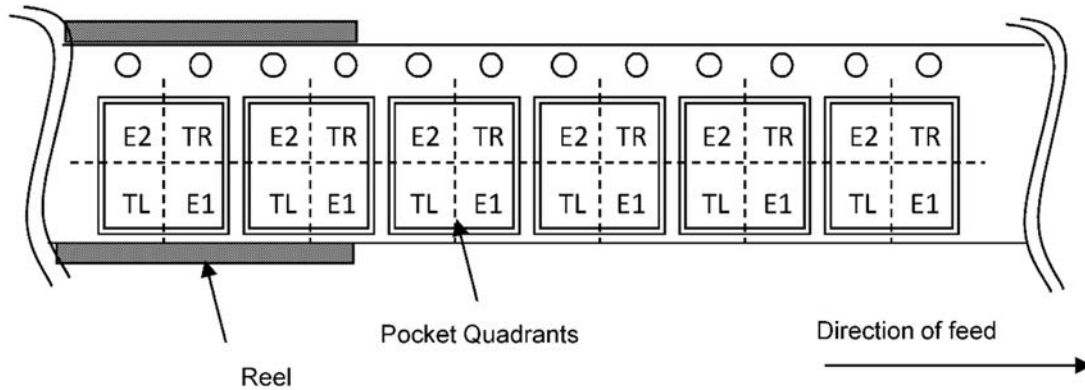 E2 TR E2 TR E2 TR E2 TR E2 TR E2 TR
TL E1 TL E1 TL E1 TL E1 TL E1 TL E1
Pocket Quadrants
Direction of feed
Reel